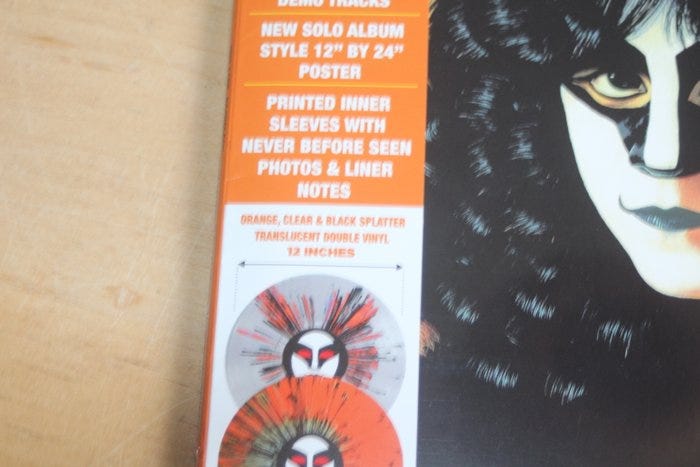 DEMO TRACKS
NEW SOLO ALBUM
STYLE 12" BY 24"
POSTER
PRINTED INNER
SLEEVES WITH
NEVER BEFORE SEEN
PHOTOS & LINER
NOTES
ORANGE, CLEAR & BLACK SPLATTER
TRANSLUCENT DOUBLE VINYL
12 INCHES